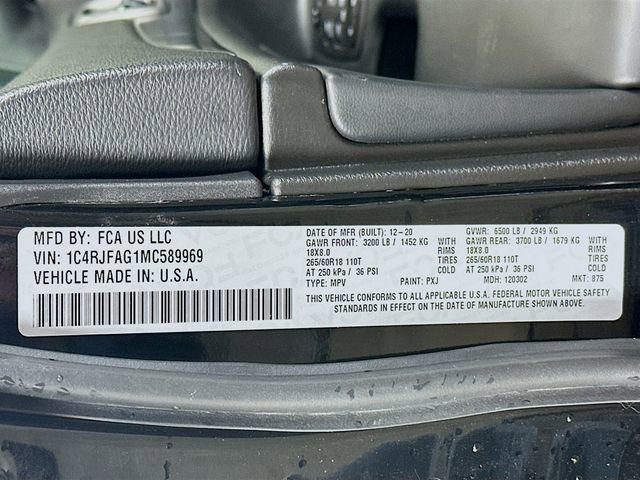 MFD BY: FCA US LLC
VIN: 1C4RJFAG1MC589969
VEHICLE MADE IN U.S.A.
DATE OF MFR (BUILT): 12-20 GVWR: 6500 LB / 2949 KG
GAWR FRONT: 3200 LB / 1452 KG WITH GAWR REAR: 3700 LB / 1679 KG WITH
18X8.0 RIMS 18X8.0 RIMS
265/60R18 110T TIRES 265/60R18 110T TIRES
AT 250 kPa / 36 PSI AT 250 kPa / 36 PSI
TYPE: MPV PAINT: PXJ MDH: 120302 MKT: 875
THIS VEHICLE CONFORMS TO ALL APPLICABLE U.S.A. FEDERAL MOTOR VEHICLE SAFETY
STANDARDS IN EFFECT ON THE DATE OF MANUFACTURE SHOWN ABOVE.